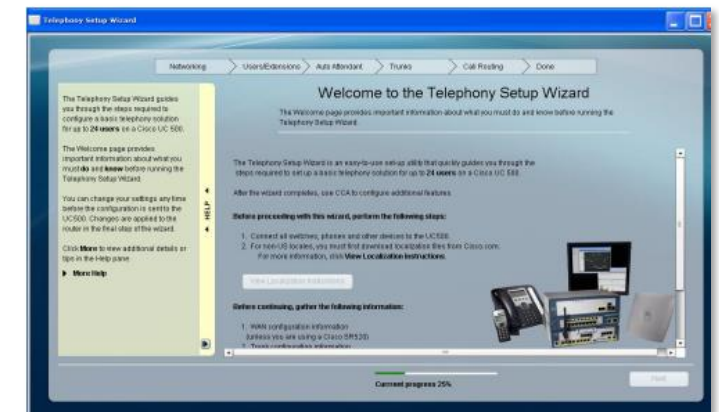 Telephony Setup Wizard
Networking
Users/Extensions
Auto Attendant
Trunks
Call Routing
Done
The Telephony Setup Wizard guides
you through the steps required to
configure a basic telephony solution
for up to 24 users on a Cisco UC 500.
The Welcome page provides
important information about what you
must do and know before running the
Telephony Setup Wizard.
You can change your settings anytime
before the configuration is sent to the
UC500. Changes are applied to the
router in the final step of the wizard.
Click More to view additional details or
tips in the Help pane
More Help
HELP
Welcome to the Telephony Setup Wizard
The Welcome page provides important information about what you must do and know before running the
Telephony Setup Wizard.
The Telephony Setup Wizard is an easy-to-use set-up utility that quickly guides you through the
steps required to set up a basic telephony solution for up to 24 users on a Cisco UC 500.
After the wizard completes, use CCA to configure additional features.
Before proceeding with this wizard, perform the following steps:
1. Connect all switches, phones and other devices to the UC500.
2. For non-US locales, you must first download localization files from Cisco.com.
For more information, click View Localization Instructions.
View Localization Instructions
Before continuing, gather the following information:
1. WAN configuration information
(unless you are using a Cisco SR520)
2. Trunk configuration information
Current progress 25%
Next